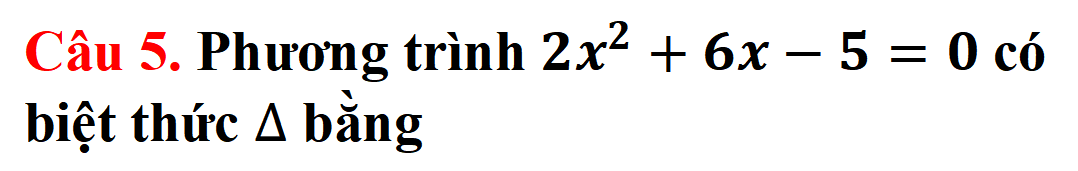 Câu 5. Phương trình 2x² + 6x − 5 = 0 có
biệt thức Δ bằng